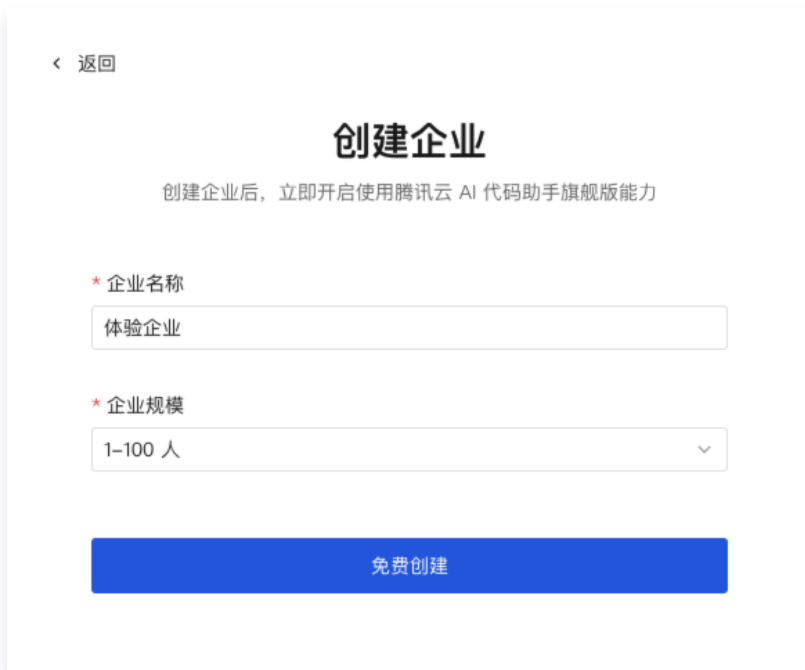 返回
创建企业
创建企业后，立即开启使用腾讯云 AI 代码助手旗舰版能力
* 企业名称
体验企业
* 企业规模
1-100 人
免费创建